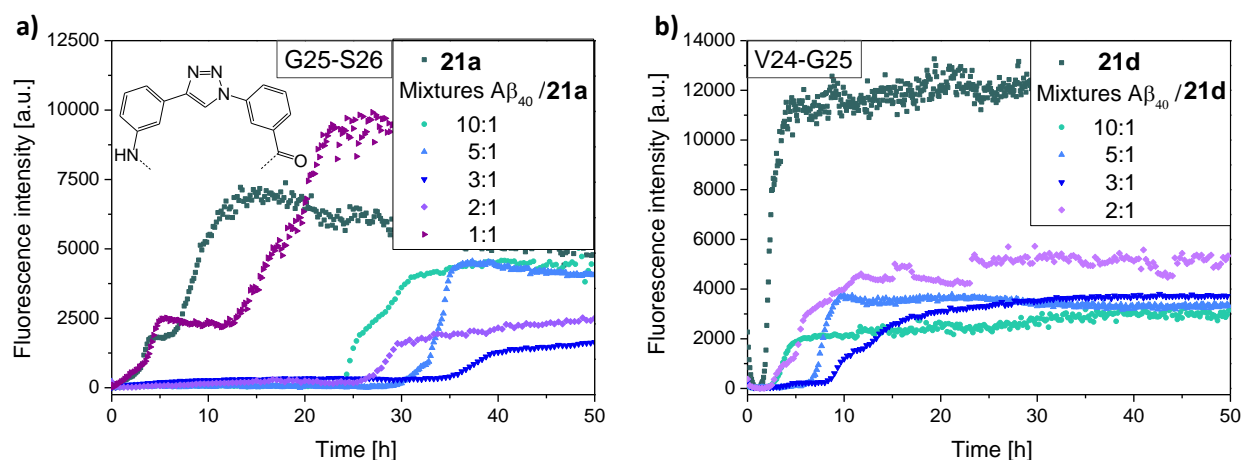 a)
Fluorescence intensity [a.u.]
12500
10000
7500
5000
2500
0
0 10 20 30 40 50
Time [h]
G25-S26
N N
N
HN
O
21a
Mixtures Aβ40 /21a
10:1
5:1
3:1
2:1
1:1
b)
Fluorescence intensity [a.u.]
14000
12000
10000
8000
6000
4000
2000
0
0 10 20 30 40 50
Time [h]
V24-G25
21d
Mixtures Aβ40 /21d
10:1
5:1
3:1
2:1